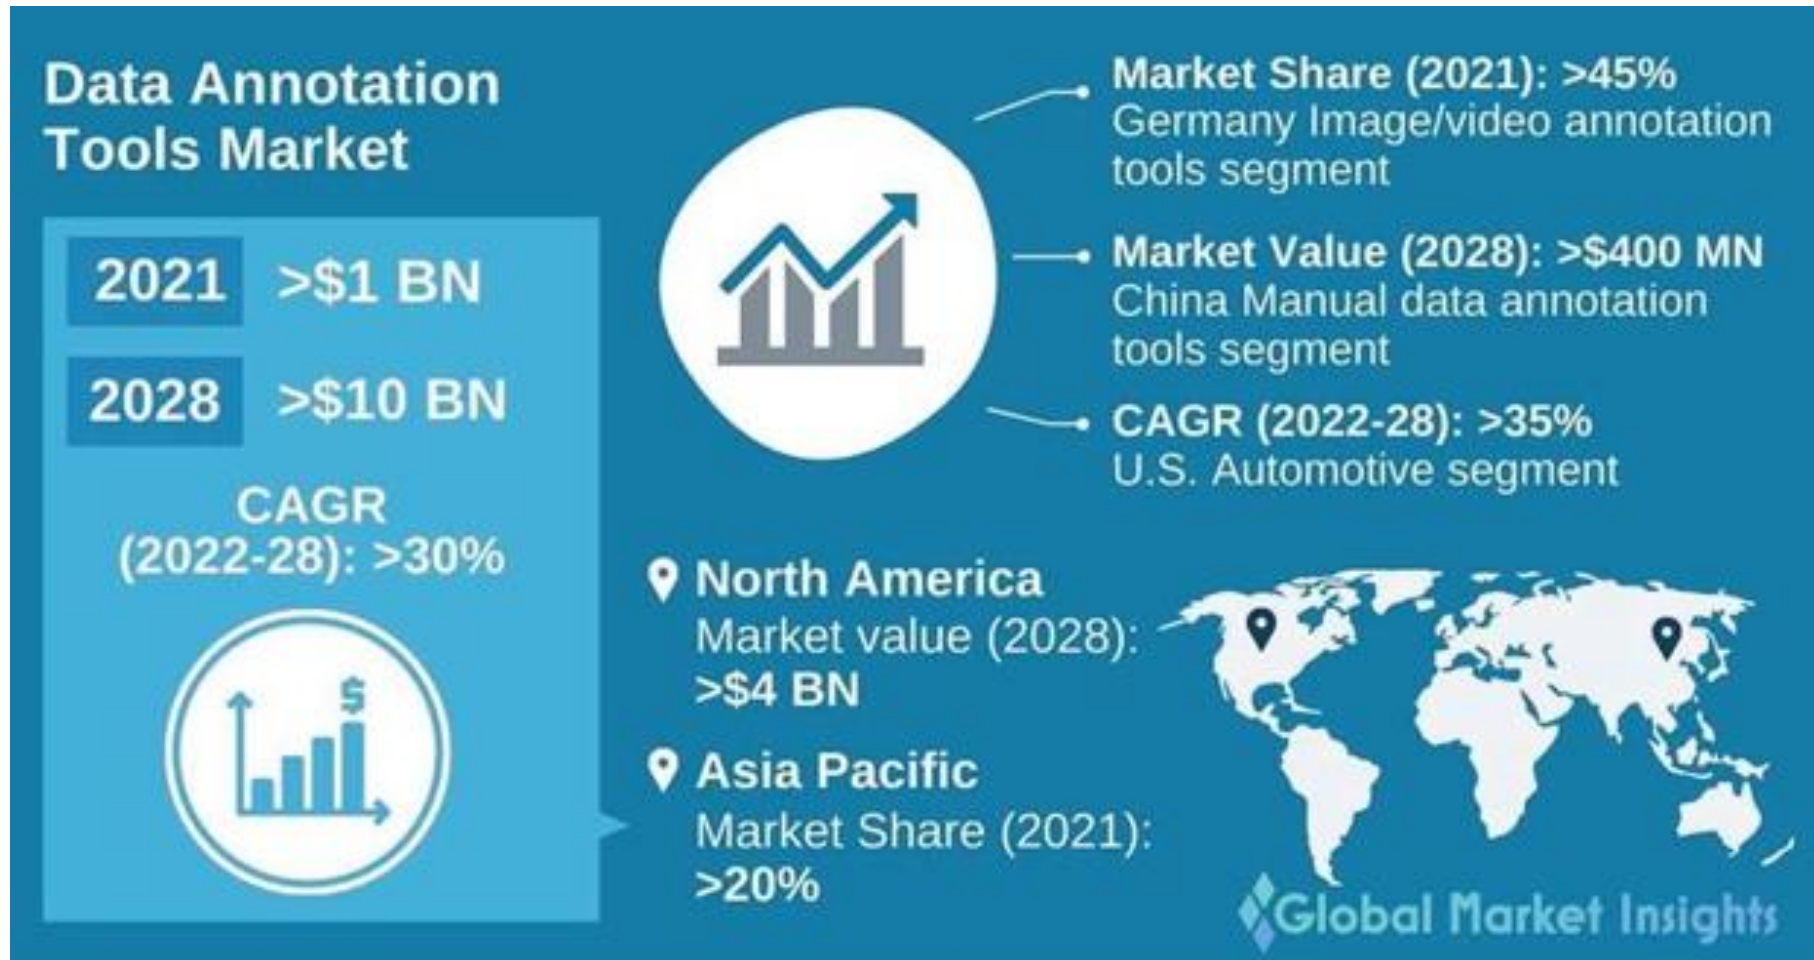 Data Annotation
Tools Market
2021 >$1 BN
2028 >$10 BN
CAGR
(2022-28): >30%
$
Market Share (2021): >45%
Germany Image/video annotation
tools segment
Market Value (2028): >$400 MN
China Manual data annotation
tools segment
CAGR (2022-28): >35%
U.S. Automotive segment
North America
Market value (2028):
>$4 BN
Asia Pacific
Market Share (2021):
>20%
Global Market Insights